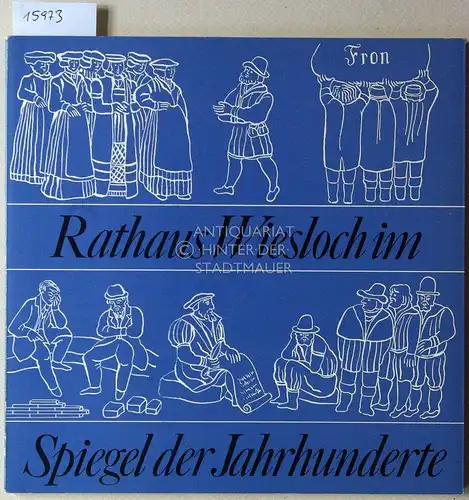 15973
Fron
Rathaus Wiesloch im
ANTIQUARIAT
© HINTER · DER ·
STADTMAUER
Spiegel der Jahrhunderte